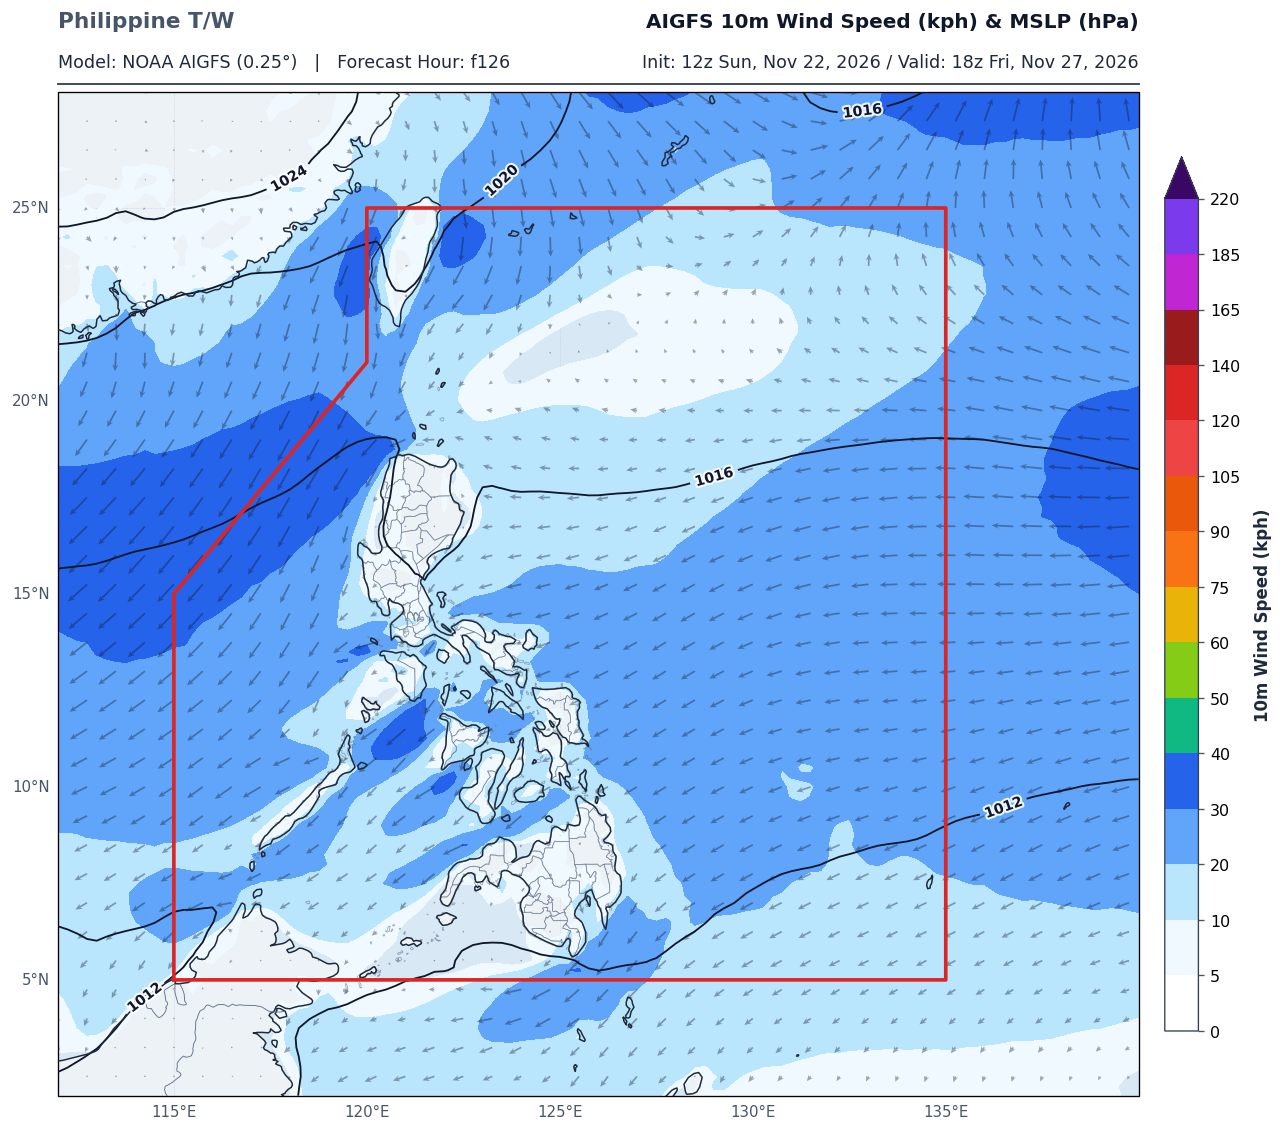 Philippine T/W
AIGFS 10m Wind Speed (kph) & MSLP (hPa)
Model: NOAA AIGFS (0.25°) | Forecast Hour: f126
Init: 12z Sun, Nov 22, 2026 / Valid: 18z Fri, Nov 27, 2026
1016
1024
1020
1016
1012
1012
25°N
20°N
15°N
10°N
5°N
115°E
120°E
125°E
130°E
135°E
220
185
165
140
120
105
90
75
60
50
40
30
20
10
5
0
10m Wind Speed (kph)